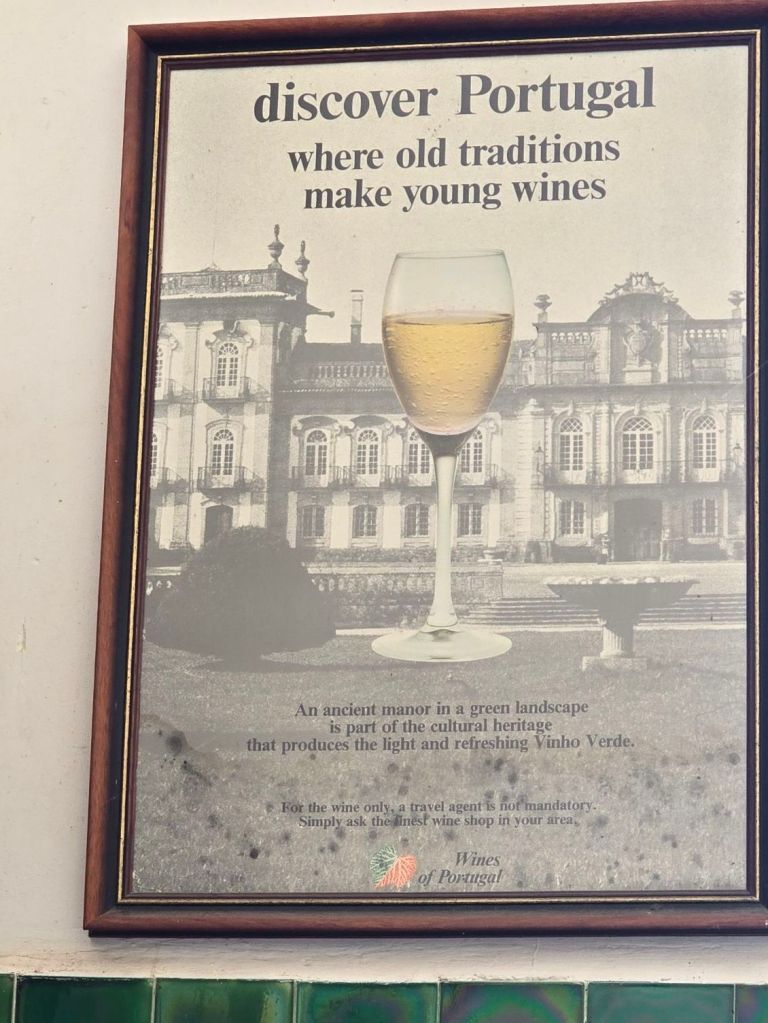 discover Portugal
where old traditions
make young wines
An ancient manor in a green landscape
is part of the cultural heritage
that produces the light and refreshing Vinho Verde.
For the wine only, a travel agent is not mandatory.
Simply ask the finest wine shop in your area.
Wines
of Portugal